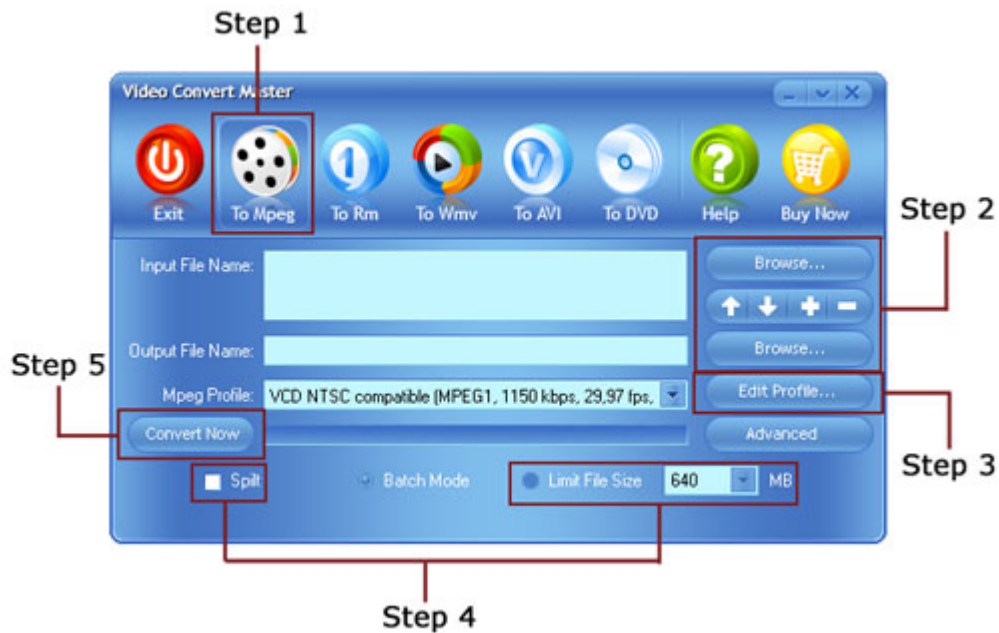 Step 1
Video Convert Master
Exit
To Mpeg
To Rm
To Wmv
To AVI
To DVD
Help
Buy Now
Step 2
Input File Name:
Browse...
Output File Name:
Browse...
Step 5
Mpeg Profile:
VCD NTSC compatible (MPEG1, 1150 kbps, 29,97 fps,
Edit Profile...
Convert Now
Advanced
Step 3
Spilt
Batch Mode
Limit File Size
640
MB
Step 4